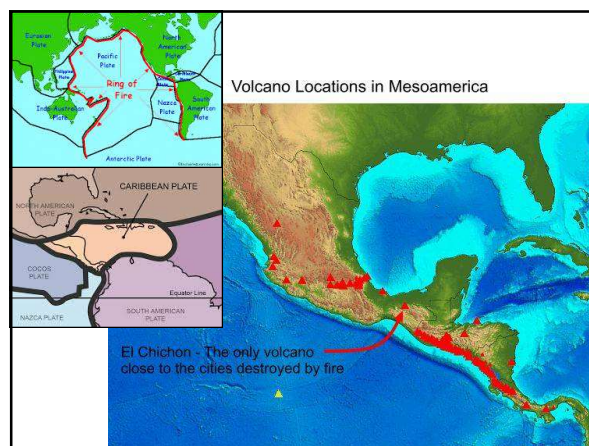 Eurasian
Plate
North
American
Plate
Pacific
Plate
Philippine
Plate
Ring of
Fire
Cocos
Plate
Nazca
Plate
South
American
Plate
Indo-Australian
Plate
Antarctic Plate
Volcano Locations in Mesoamerica
CARIBBEAN PLATE
NORTH AMERICAN
PLATE
COCOS
PLATE
Equator Line
SOUTH AMERICAN
PLATE
NAZCA PLATE
El Chichon - The only volcano
close to the cities destroyed by fire